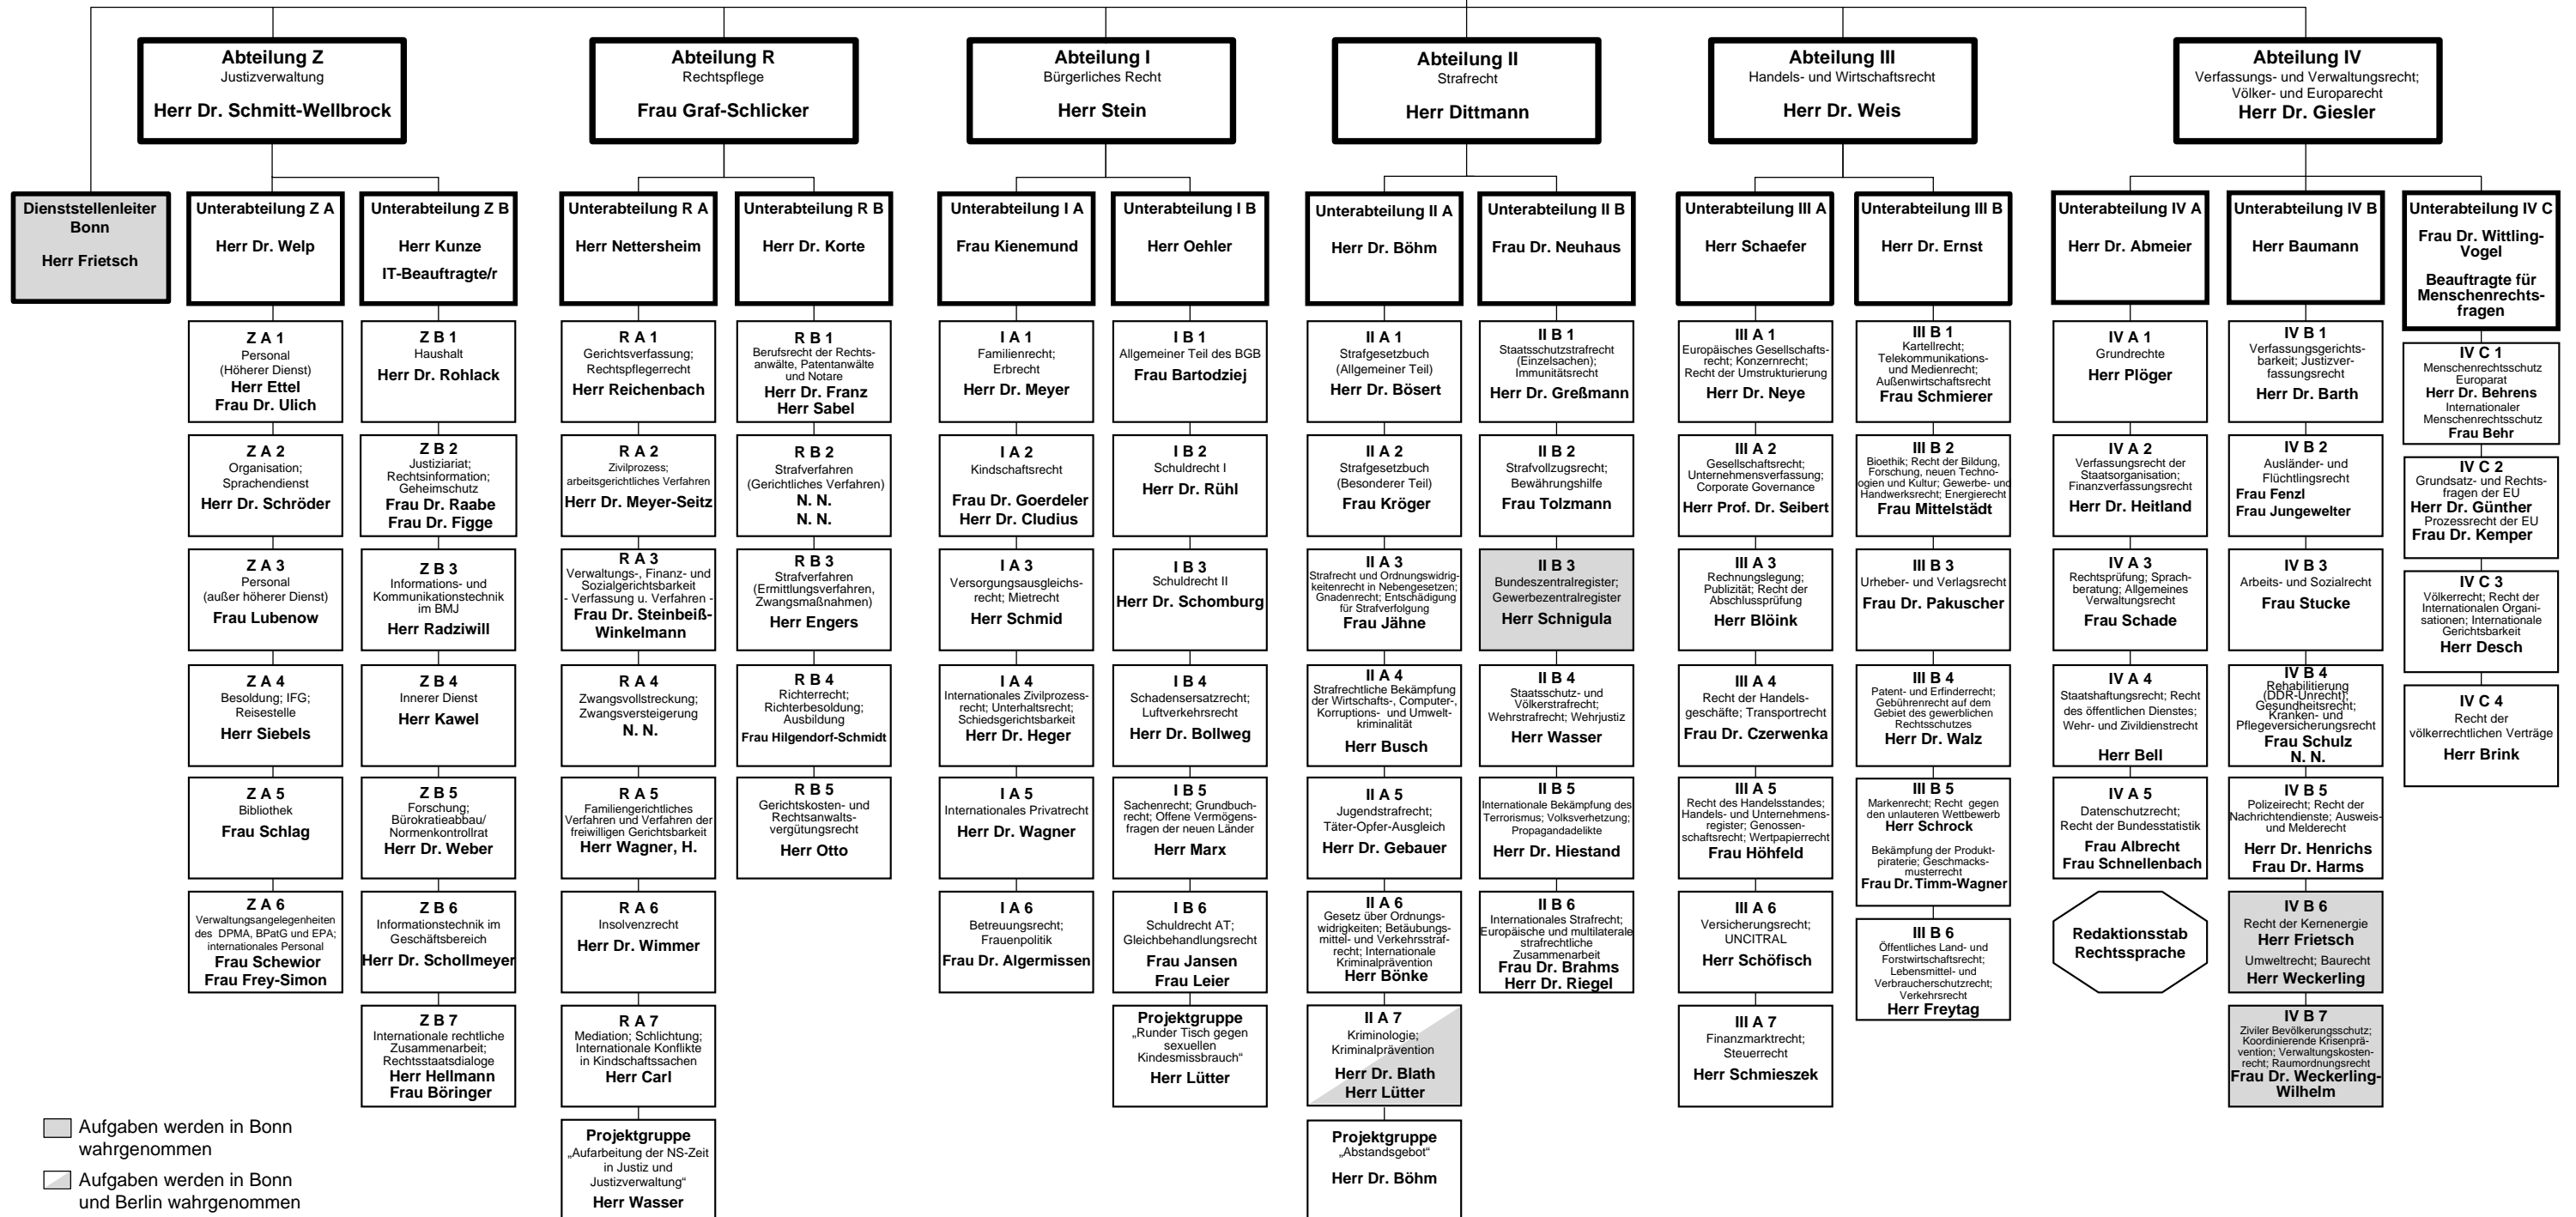 Abteilung Z
Justizverwaltung
Herr Dr. Schmitt-Wellbrock
Abteilung R
Rechtspflege
Frau Graf-Schlicker
Abteilung I
Bürgerliches Recht
Herr Stein
Abteilung II
Strafrecht
Herr Dittmann
Abteilung III
Handels- und Wirtschaftsrecht
Herr Dr. Weis
Abteilung IV
Verfassungs- und Verwaltungsrecht;
Völker- und Europarecht
Herr Dr. Giesler
Dienststellenleiter
Bonn
Herr Frietsch
Unterabteilung Z A
Herr Dr. Welp
Z A 1
Personal
(Höherer Dienst)
Herr Ettel
Frau Dr. Ulich
Z A 2
Organisation;
Sprachendienst
Herr Dr. Schröder
Z A 3
Personal
(außer höherer Dienst)
Frau Lubenow
Z A 4
Besoldung; IFG;
Reisestelle
Herr Siebels
Z A 5
Bibliothek
Frau Schlag
Z A 6
Verwaltungsangelegenheiten
des DPMA, BPatG und EPA;
internationales Personal
Frau Schewior
Frau Frey-Simon
Unterabteilung Z B
Herr Kunze
IT-Beauftragte/r
Z B 1
Haushalt
Herr Dr. Rohlack
Z B 2
Justiziariat;
Rechtsinformation;
Geheimschutz
Frau Dr. Raabe
Frau Dr. Figge
Z B 3
Informations- und
Kommunikationstechnik
im BMJ
Herr Radziwill
Z B 4
Innerer Dienst
Herr Kawel
Z B 5
Forschung;
Bürokratieabbau/
Normenkontrollrat
Herr Dr. Weber
Z B 6
Informationstechnik im
Geschäftsbereich
Herr Dr. Schollmeyer
Z B 7
Internationale rechtliche
Zusammenarbeit;
Rechtsstaatsdialoge
Herr Hellmann
Frau Böringer
Unterabteilung R A
Herr Nettersheim
R A 1
Gerichtsverfassung;
Rechtspflegerrecht
Herr Reichenbach
R A 2
Zivilprozess;
arbeitsgerichtliches Verfahren
Herr Dr. Meyer-Seitz
R A 3
Verwaltungs-, Finanz- und
Sozialgerichtsbarkeit
- Verfassung u. Verfahren -
Frau Dr. Steinbeiß-
Winkelmann
R A 4
Zwangsvollstreckung;
Zwangsversteigerung
N. N.
R A 5
Familiengerichtliches
Verfahren und Verfahren der
freiwilligen Gerichtsbarkeit
Herr Wagner, H.
R A 6
Insolvenzrecht
Herr Dr. Wimmer
R A 7
Mediation; Schlichtung;
Internationale Konflikte
in Kindschaftssachen
Herr Carl
Projektgruppe
„Aufarbeitung der NS-Zeit
in Justiz und
Justizverwaltung“
Herr Wasser
Unterabteilung R B
Herr Dr. Korte
R B 1
Berufsrecht der Rechts-
anwälte, Patentanwälte
und Notare
Herr Dr. Franz
Herr Sabel
R B 2
Strafverfahren
(Gerichtliches Verfahren)
N. N.
N. N.
R B 3
Strafverfahren
(Ermittlungsverfahren,
Zwangsmaßnahmen)
Herr Engers
R B 4
Richterrecht;
Richterbesoldung;
Ausbildung
Frau Hilgendorf-Schmidt
R B 5
Gerichtskosten- und
Rechtsanwalts-
vergütungsrecht
Herr Otto
Unterabteilung I A
Frau Kienemund
I A 1
Familienrecht;
Erbrecht
Herr Dr. Meyer
I A 2
Kindschaftsrecht
Frau Dr. Goerdeler
Herr Dr. Cludius
I A 3
Versorgungsausgleichs-
recht; Mietrecht
Herr Schmid
I A 4
Internationales Zivilprozess-
recht; Unterhaltsrecht;
Schiedsgerichtsbarkeit
Herr Dr. Heger
I A 5
Internationales Privatrecht
Herr Dr. Wagner
I A 6
Betreuungsrecht;
Frauenpolitik
Frau Dr. Algermissen
Unterabteilung I B
Herr Oehler
I B 1
Allgemeiner Teil des BGB
Frau Bartodziej
I B 2
Schuldrecht I
Herr Dr. Rühl
I B 3
Schuldrecht II
Herr Dr. Schomburg
I B 4
Schadensersatzrecht;
Luftverkehrsrecht
Herr Dr. Bollweg
I B 5
Sachenrecht; Grundbuch-
recht; Offene Vermögens-
fragen der neuen Länder
Herr Marx
I B 6
Schuldrecht AT;
Gleichbehandlungsrecht
Frau Jansen
Frau Leier
Projektgruppe
„Runder Tisch gegen
sexuellen
Kindesmissbrauch“
Herr Lütter
Unterabteilung II A
Herr Dr. Böhm
II A 1
Strafgesetzbuch
(Allgemeiner Teil)
Herr Dr. Bösert
II A 2
Strafgesetzbuch
(Besonderer Teil)
Frau Kröger
II A 3
Strafrecht und Ordnungswidrig-
keitenrecht in Nebengesetzen;
Gnadenrecht; Entschädigung
für Strafverfolgung
Frau Jähne
II A 4
Strafrechtliche Bekämpfung
der Wirtschafts-, Computer-,
Korruptions- und Umwelt-
kriminalität
Herr Busch
II A 5
Jugendstrafrecht;
Täter-Opfer-Ausgleich
Herr Dr. Gebauer
II A 6
Gesetz über Ordnungs-
widrigkeiten; Betäubungs-
mittel- und Verkehrsstraf-
recht; Internationale
Kriminalprävention
Herr Bönke
II A 7
Kriminologie;
Kriminalprävention
Herr Dr. Blath
Herr Lütter
Projektgruppe
„Abstandsgebot“
Herr Dr. Böhm
Unterabteilung II B
Frau Dr. Neuhaus
II B 1
Staatsschutzstrafrecht
(Einzelsachen);
Immunitätsrecht
Herr Dr. Greßmann
II B 2
Strafvollzugsrecht;
Bewährungshilfe
Frau Tolzmann
II B 3
Bundeszentralregister;
Gewerbezentralregister
Herr Schnigula
II B 4
Staatsschutz- und
Völkerstrafrecht;
Wehrstrafrecht; Wehrjustiz
Herr Wasser
II B 5
Internationale Bekämpfung des
Terrorismus; Volksverhetzung;
Propagandadelikte
Herr Dr. Hiestand
II B 6
Internationales Strafrecht;
Europäische und multilaterale
strafrechtliche
Zusammenarbeit
Frau Dr. Brahms
Herr Dr. Riegel
Unterabteilung III A
Herr Schaefer
III A 1
Europäisches Gesellschafts-
recht; Konzernrecht;
Recht der Umstrukturierung
Herr Dr. Neye
III A 2
Gesellschaftsrecht;
Unternehmensverfassung;
Corporate Governance
Herr Prof. Dr. Seibert
III A 3
Rechnungslegung;
Publizität; Recht der
Abschlussprüfung
Herr Blöink
III A 4
Recht der Handels-
geschäfte; Transportrecht
Frau Dr. Czerwenka
III A 5
Recht des Handelsstandes;
Handels- und Unternehmens-
register; Genossen-
schaftsrecht; Wertpapierrecht
Frau Höhfeld
III A 6
Versicherungsrecht;
UNCITRAL
Herr Schöfisch
III A 7
Finanzmarktrecht;
Steuerrecht
Herr Schmieszek
Unterabteilung III B
Herr Dr. Ernst
III B 1
Kartellrecht;
Telekommunikations-
und Medienrecht;
Außenwirtschaftsrecht
Frau Schmierer
III B 2
Bioethik; Recht der Bildung,
Forschung, neuen Techno-
ogien und Kultur; Gewerbe- und
Handwerksrecht; Energierecht
Frau Mittelstädt
III B 3
Urheber- und Verlagsrecht
Frau Dr. Pakuscher
III B 4
Patent- und Erfinderrecht;
Gebührenrecht auf dem
Gebiet des gewerblichen
Rechtsschutzes
Herr Dr. Walz
III B 5
Markenrecht; Recht gegen
den unlauteren Wettbewerb
Herr Schrock
Bekämpfung der Produkt-
piraterie; Geschmacks-
musterrecht
Frau Dr. Timm-Wagner
III B 6
Öffentliches Land- und
Forstwirtschaftsrecht;
Lebensmittel- und
Verbraucherschutzrecht;
Verkehrsrecht
Herr Freytag
Unterabteilung IV A
Herr Dr. Abmeier
IV A 1
Grundrechte
Herr Plöger
IV A 2
Verfassungsrecht der
Staatsorganisation;
Finanzverfassungsrecht
Herr Dr. Heitland
IV A 3
Rechtsprüfung; Sprach-
beratung; Allgemeines
Verwaltungsrecht
Frau Schade
IV A 4
Staatshaftungsrecht; Recht
des öffentlichen Dienstes;
Wehr- und Zivildienstrecht
Herr Bell
IV A 5
Datenschutzrecht;
Recht der Bundesstatistik
Frau Albrecht
Frau Schnellenbach
Redaktionsstab
Rechtssprache
Unterabteilung IV B
Herr Baumann
IV B 1
Verfassungsgerichts-
barkeit; Justizver-
fassungsrecht
Herr Dr. Barth
IV B 2
Ausländer- und
Flüchtlingsrecht
Frau Fenzl
Frau Jungewelter
IV B 3
Arbeits- und Sozialrecht
Frau Stucke
IV B 4
Rehabilitierung
(DDR-Unrecht);
Gesundheitsrecht;
Kranken- und
Pflegeversicherungsrecht
Frau Schulz
N. N.
IV B 5
Polizeirecht; Recht der
Nachrichtendienste; Ausweis-
und Melderecht
Herr Dr. Henrichs
Frau Dr. Harms
IV B 6
Recht der Kernenergie
Herr Frietsch
Umweltrecht; Baurecht
Herr Weckerling
IV B 7
Ziviler Bevölkerungsschutz;
Koordinierende Krisenprä-
vention; Verwaltungskosten-
recht; Raumordnungsrecht
Frau Dr. Weckerling-
Wilhelm
Unterabteilung IV C
Frau Dr. Wittling-
Vogel
Beauftragte für
Menschenrechts-
fragen
IV C 1
Menschenrechtsschutz
Europarat
Herr Dr. Behrens
Internationaler
Menschenrechtsschutz
Frau Behr
IV C 2
Grundsatz- und Rechts-
fragen der EU
Herr Dr. Günther
Prozessrecht der EU
Frau Dr. Kemper
IV C 3
Völkerrecht; Recht der
Internationalen Organi-
sationen; Internationale
Gerichtsbarkeit
Herr Desch
IV C 4
Recht der
völkerrechtlichen Verträge
Herr Brink
Aufgaben werden in Bonn
wahrgenommen
Aufgaben werden in Bonn
und Berlin wahrgenommen